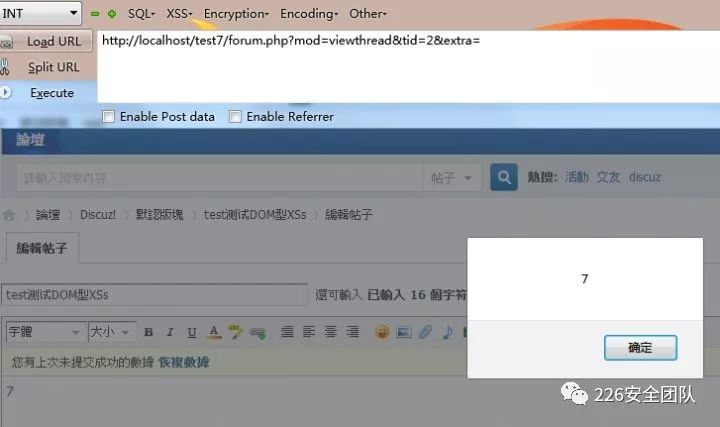 INT SQL- XSS- Encryption- Encoding- Other-
Load URL http://localhost/test7/forum.php?mod=viewthread&tid=2&extra=
Split URL
Execute
Enable Post data Enable Referrer
論壇
請輸入搜索內容 帖子 熱搜: 活動 交友 discuz
論壇 > Discuz! > 默認版塊 > test测试DOM型XSs > 編輯帖子
編輯帖子
test测试DOM型XSs 還可輸入 已輸入 16 個字符
7
字體 大小 B I U A
确定
您有上次未提交成功的數據 恢複數據
7
226安全团队